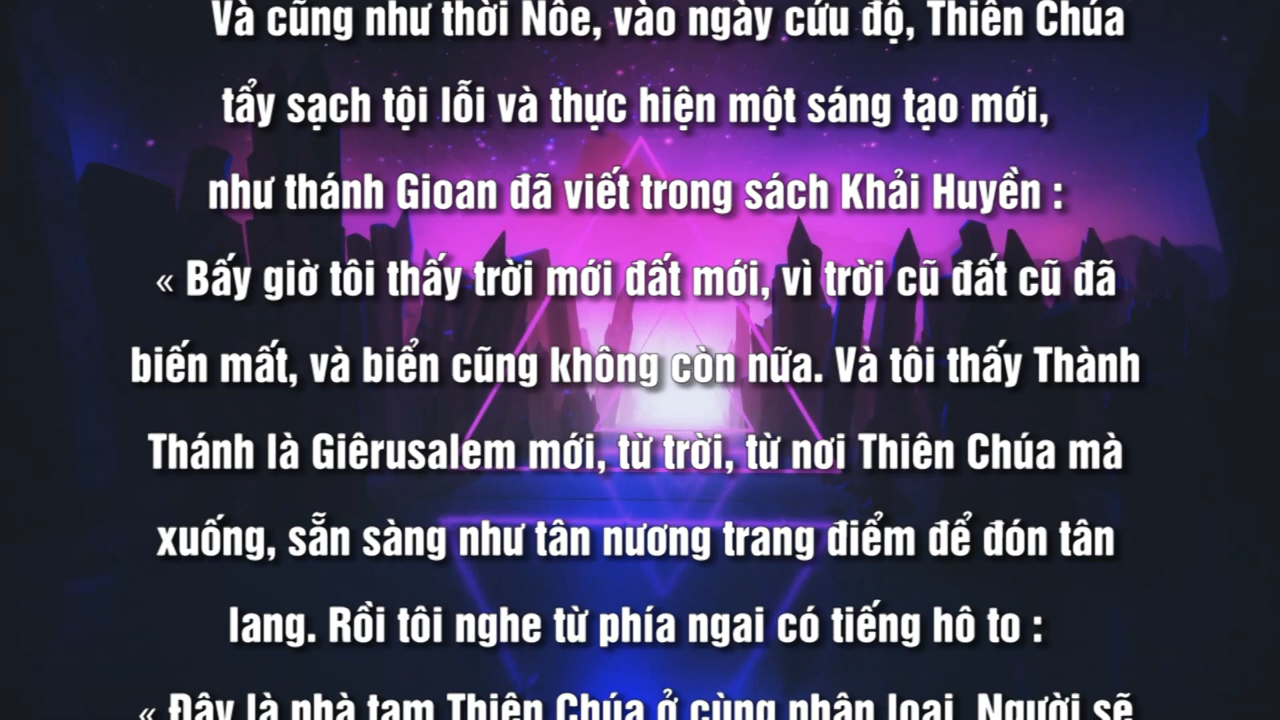 Và cũng như thời Nôe, vào ngày cứu độ, Thiên Chúa
tẩy sạch tội lỗi và thực hiện một sáng tạo mới,
như thánh Gioan đã viết trong sách Khải Huyền :
« Bấy giờ tôi thấy trời mới đất mới, vì trời cũ đất cũ đã
biến mất, và biển cũng không còn nữa. Và tôi thấy Thành
Thánh là Giêrusalem mới, từ trời, từ nơi Thiên Chúa mà
xuống, sẵn sàng như tân nương trang điểm để đón tân
lang. Rồi tôi nghe từ phía ngai có tiếng hô to :
« Đây là nhà tạm Thiên Chúa ở cùng nhân loại, Người sẽ